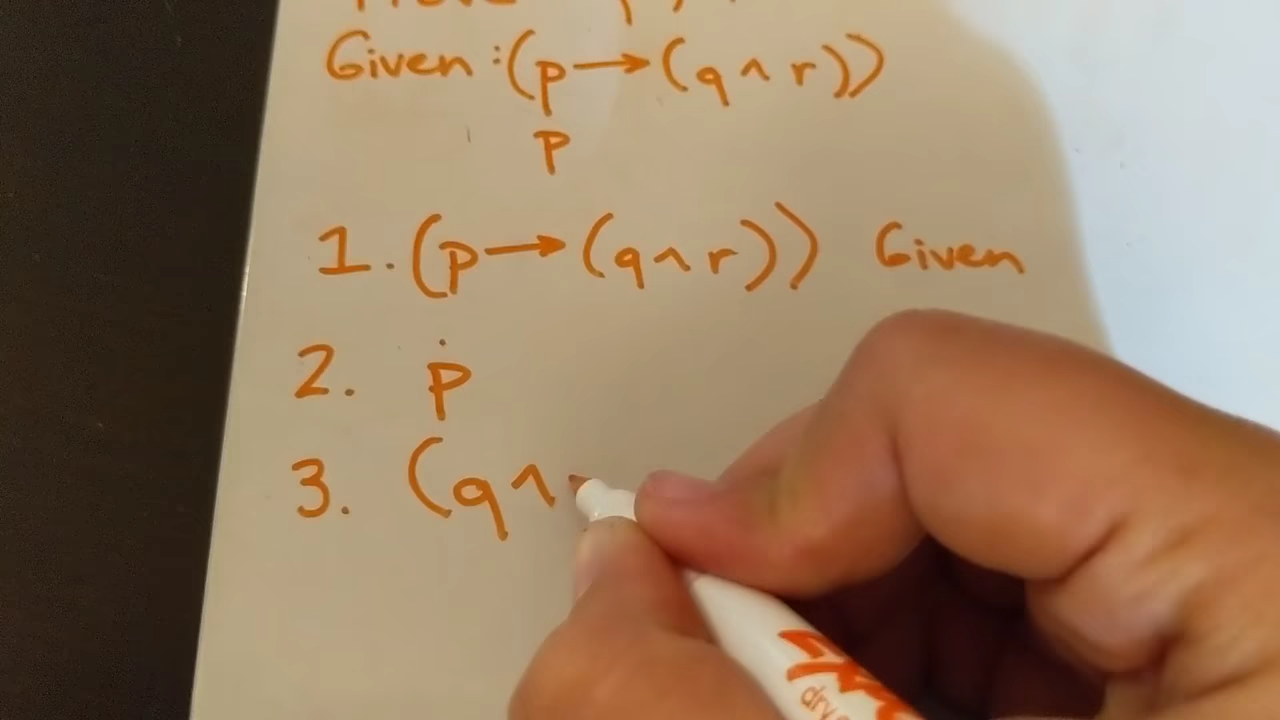 Given : (p → (q ∧ r))
p
1. (p → (q ∧ r)) Given
2. p
3. (q ∧